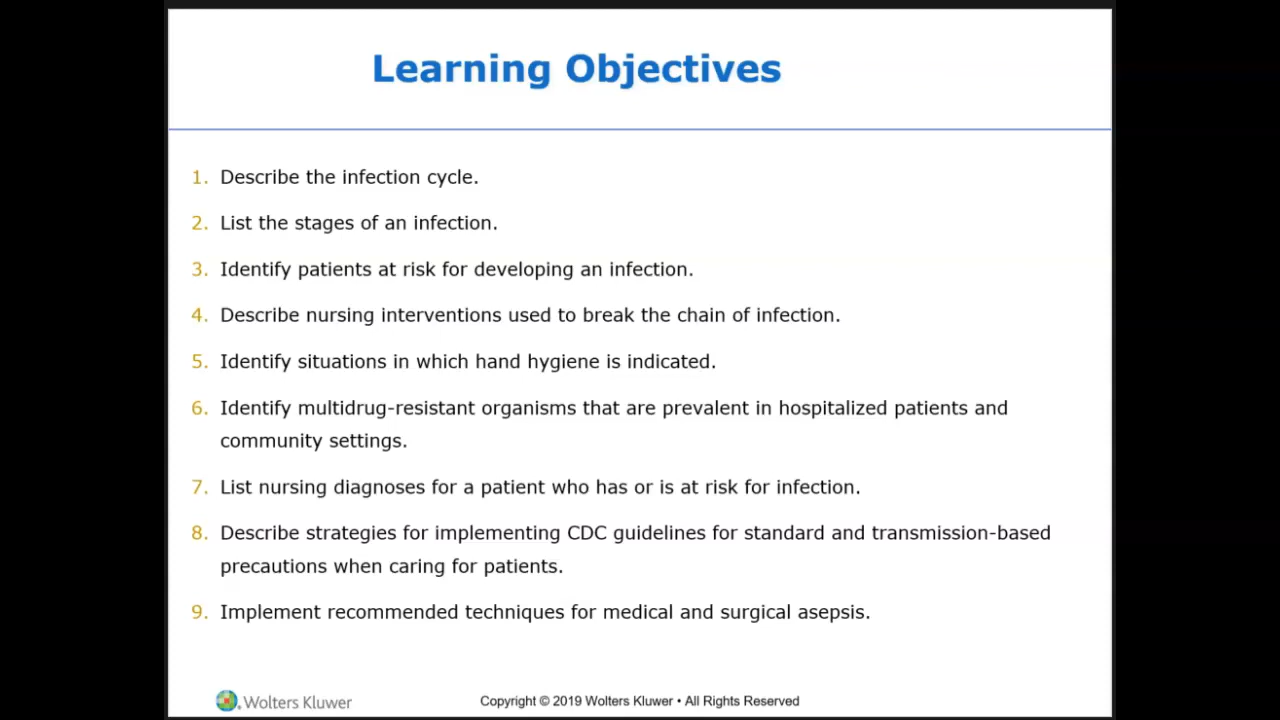 Learning Objectives
1. Describe the infection cycle.
2. List the stages of an infection.
3. Identify patients at risk for developing an infection.
4. Describe nursing interventions used to break the chain of infection.
5. Identify situations in which hand hygiene is indicated.
6. Identify multidrug-resistant organisms that are prevalent in hospitalized patients and
community settings.
7. List nursing diagnoses for a patient who has or is at risk for infection.
8. Describe strategies for implementing CDC guidelines for standard and transmission-based
precautions when caring for patients.
9. Implement recommended techniques for medical and surgical asepsis.
Wolters Kluwer
Copyright © 2019 Wolters Kluwer • All Rights Reserved